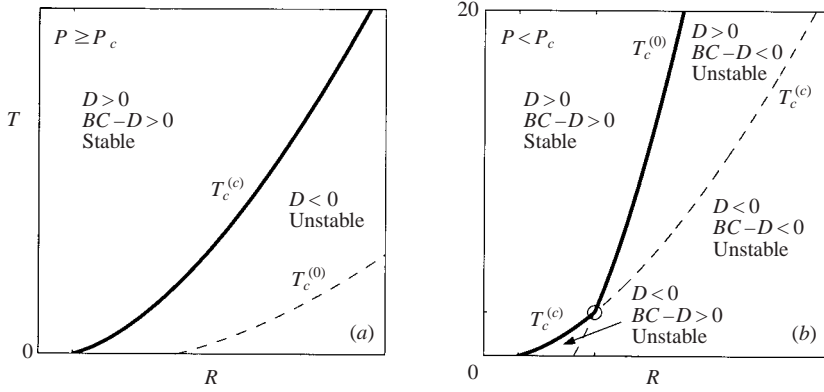 P ≥ P_c
D > 0
BC – D > 0
Stable
T
T_c^(c)
D < 0
Unstable
T_c^(0)
0
R
(a)
20
P < P_c
T_c^(0)
D > 0
BC – D < 0
Unstable
T_c^(c)
D > 0
BC – D > 0
Stable
D < 0
BC – D < 0
Unstable
T_c^(c)
D < 0
BC – D > 0
Unstable
0
R
(b)